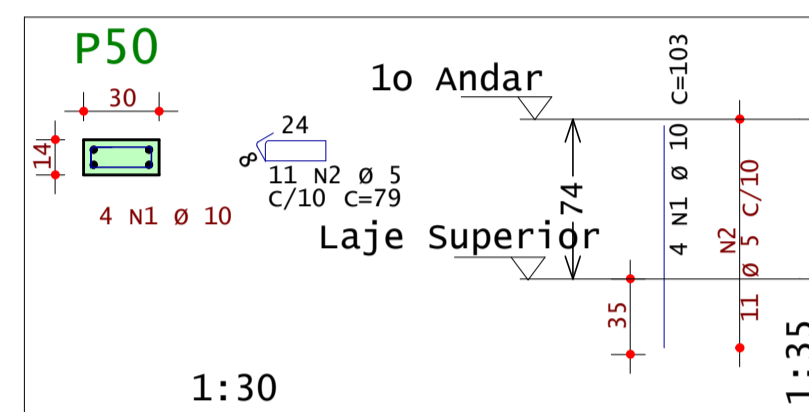 P50
30
14
4 N1 Ø 10
24
8
11 N2 Ø 5
C/10 C=79
1o Andar
Laje Superior
74
35
4 N1 Ø 10 C=103
N2
11 Ø 5 C/10
1:30
1:35